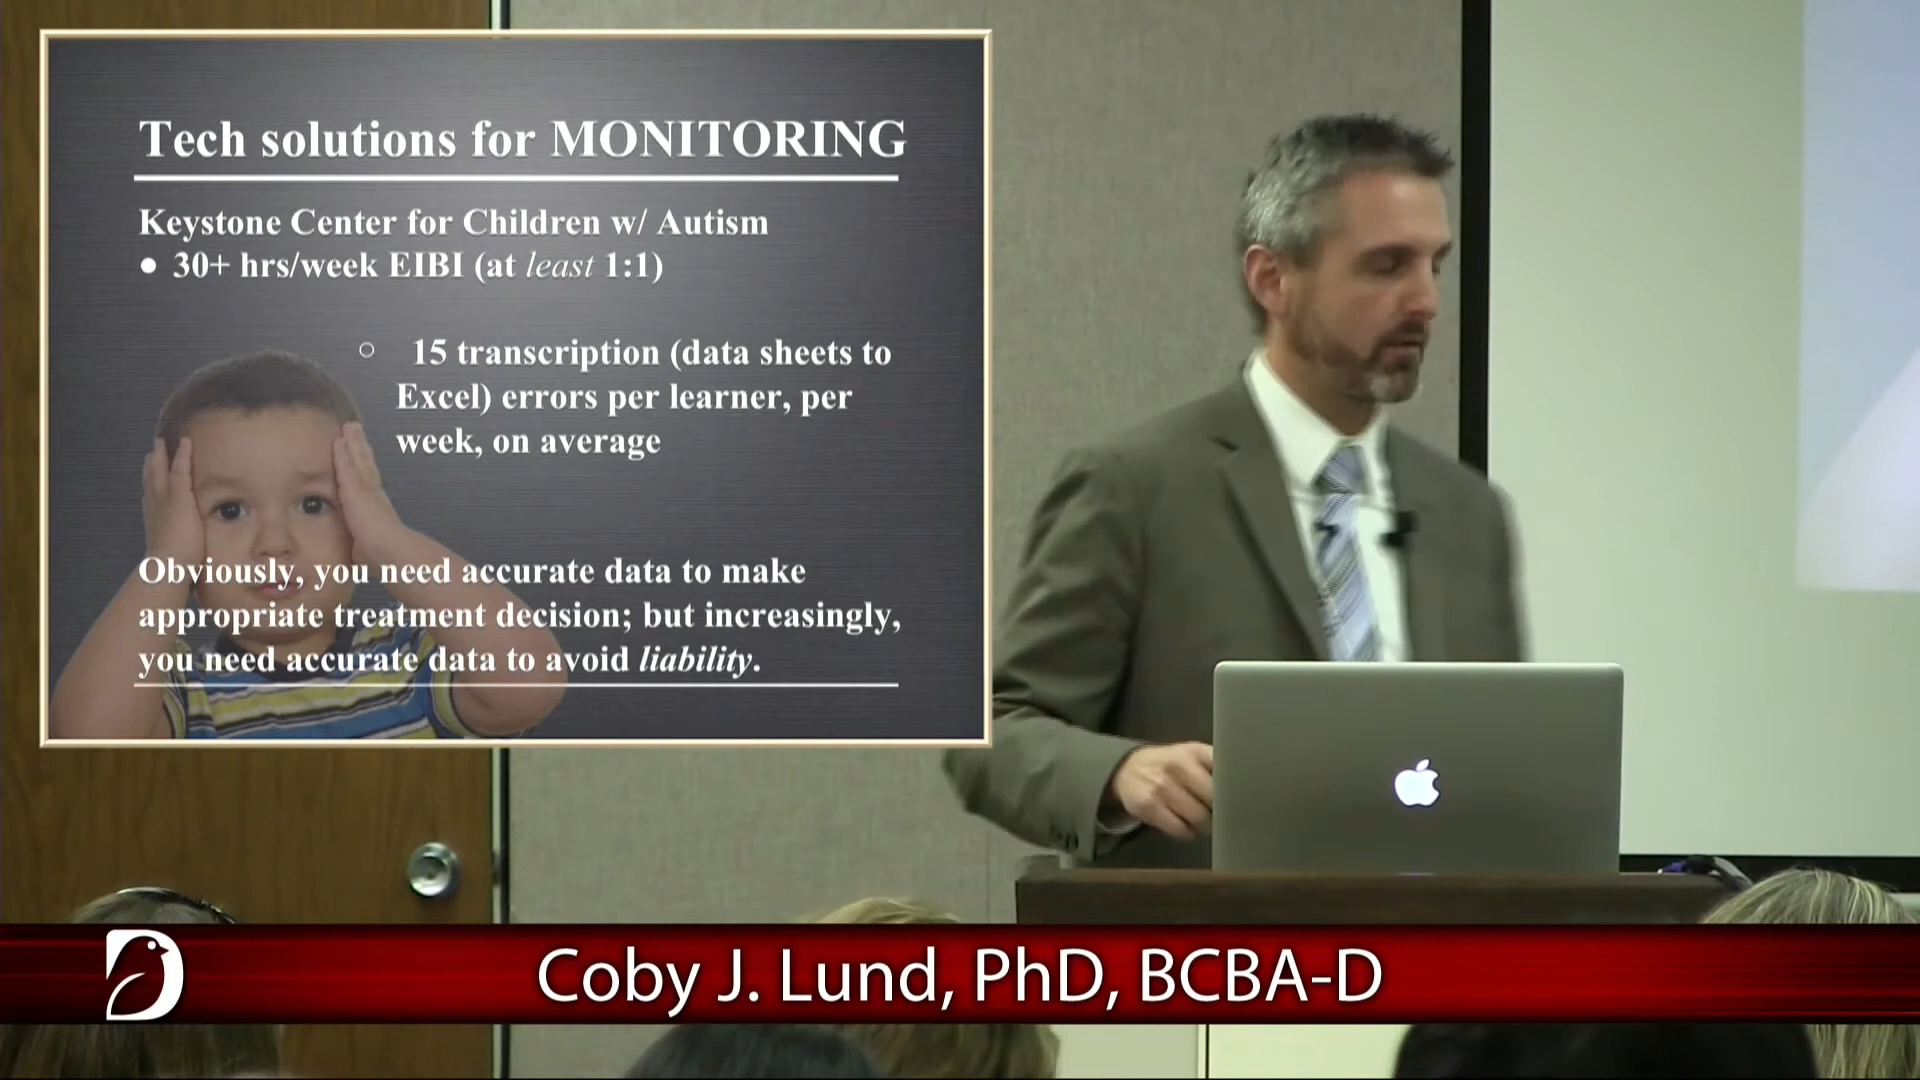 Tech solutions for MONITORING
Keystone Center for Children w/ Autism
● 30+ hrs/week EIBI (at least 1:1)
○ 15 transcription (data sheets to
Excel) errors per learner, per
week, on average
Obviously, you need accurate data to make
appropriate treatment decision; but increasingly,
you need accurate data to avoid liability.
Coby J. Lund, PhD, BCBA-D